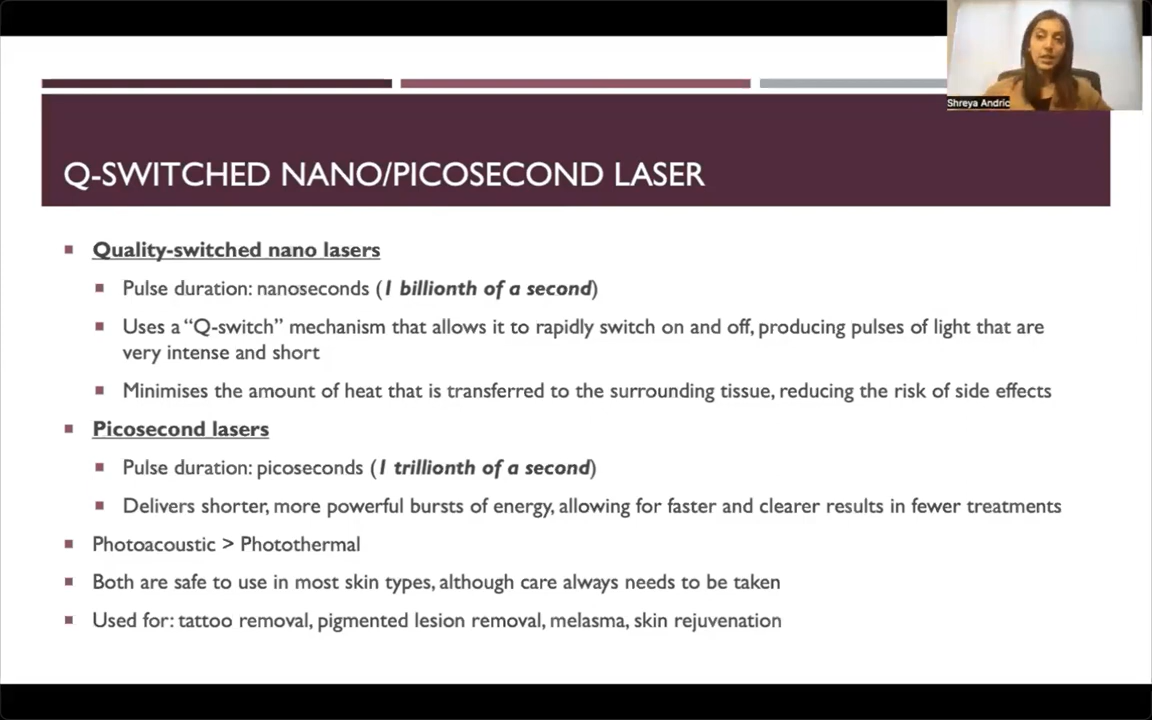 Shreya Andric
Q-SWITCHED NANO/PICOSECOND LASER
Quality-switched nano lasers
Pulse duration: nanoseconds (1 billionth of a second)
Uses a “Q-switch” mechanism that allows it to rapidly switch on and off, producing pulses of light that are
very intense and short
Minimises the amount of heat that is transferred to the surrounding tissue, reducing the risk of side effects
Picosecond lasers
Pulse duration: picoseconds (1 trillionth of a second)
Delivers shorter, more powerful bursts of energy, allowing for faster and clearer results in fewer treatments
Photoacoustic > Photothermal
Both are safe to use in most skin types, although care always needs to be taken
Used for: tattoo removal, pigmented lesion removal, melasma, skin rejuvenation